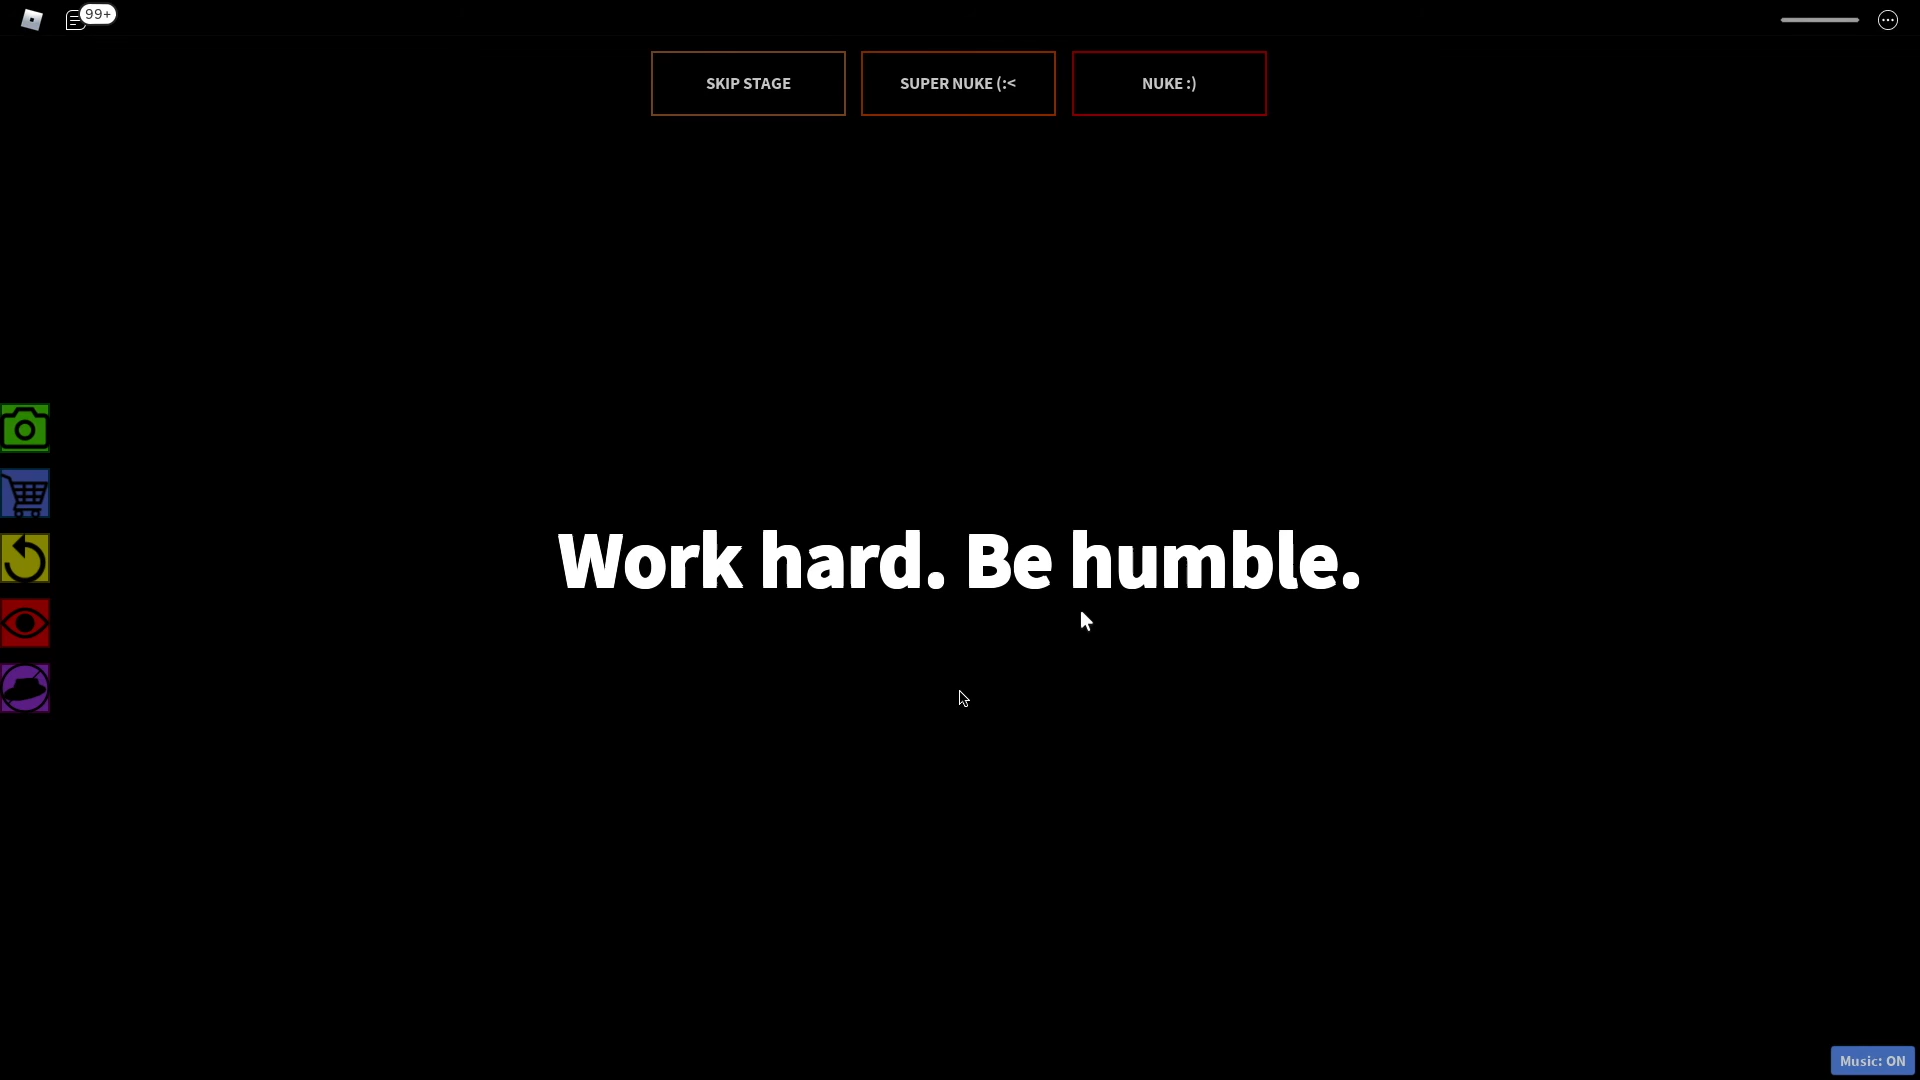 99+
SKIP STAGE
SUPER NUKE (:<
NUKE :)
Work hard. Be humble.
Music: ON